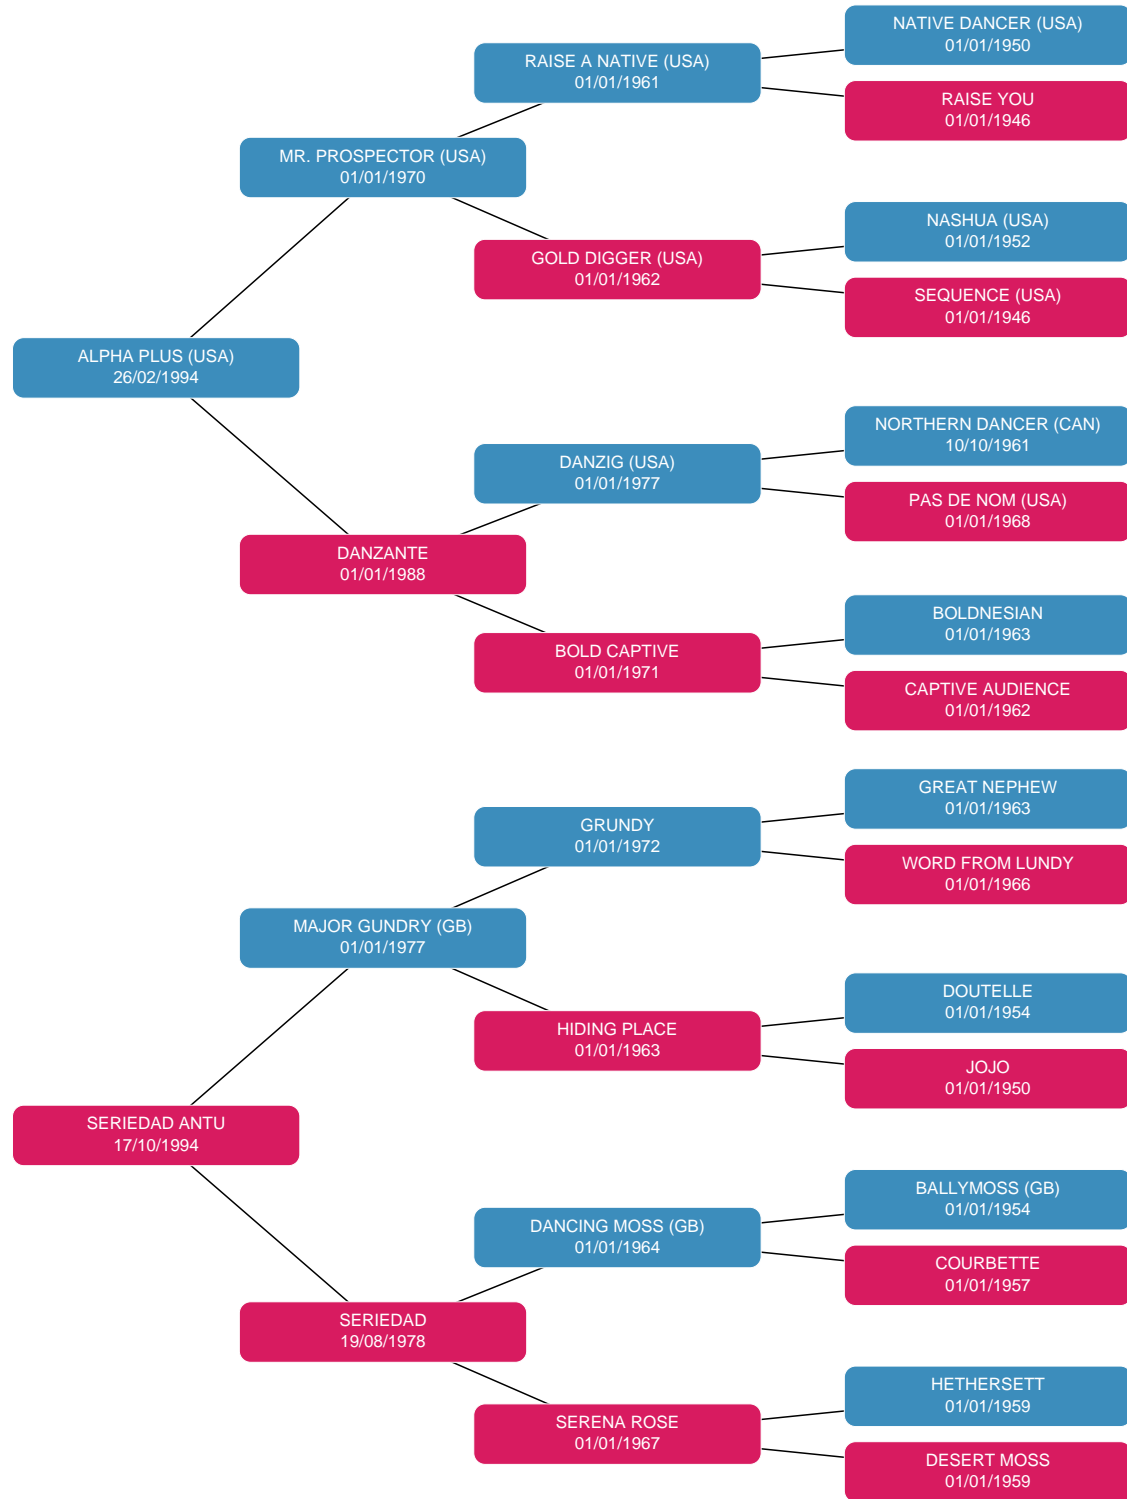 NATIVE DANCER (USA)
01/01/1950
RAISE A NATIVE (USA)
01/01/1961
RAISE YOU
01/01/1946
MR. PROSPECTOR (USA)
01/01/1970
NASHUA (USA)
01/01/1952
GOLD DIGGER (USA)
01/01/1962
SEQUENCE (USA)
01/01/1946
ALPHA PLUS (USA)
26/02/1994
NORTHERN DANCER (CAN)
10/10/1961
DANZIG (USA)
01/01/1977
PAS DE NOM (USA)
01/01/1968
DANZANTE
01/01/1988
BOLDNESIAN
01/01/1963
BOLD CAPTIVE
01/01/1971
CAPTIVE AUDIENCE
01/01/1962
GREAT NEPHEW
01/01/1963
GRUNDY
01/01/1972
WORD FROM LUNDY
01/01/1966
MAJOR GUNDRY (GB)
01/01/1977
DOUTELLE
01/01/1954
HIDING PLACE
01/01/1963
JOJO
01/01/1950
SERIEDAD ANTU
17/10/1994
BALLYMOSS (GB)
01/01/1954
DANCING MOSS (GB)
01/01/1964
COURBETTE
01/01/1957
SERIEDAD
19/08/1978
HETHERSETT
01/01/1959
SERENA ROSE
01/01/1967
DESERT MOSS
01/01/1959